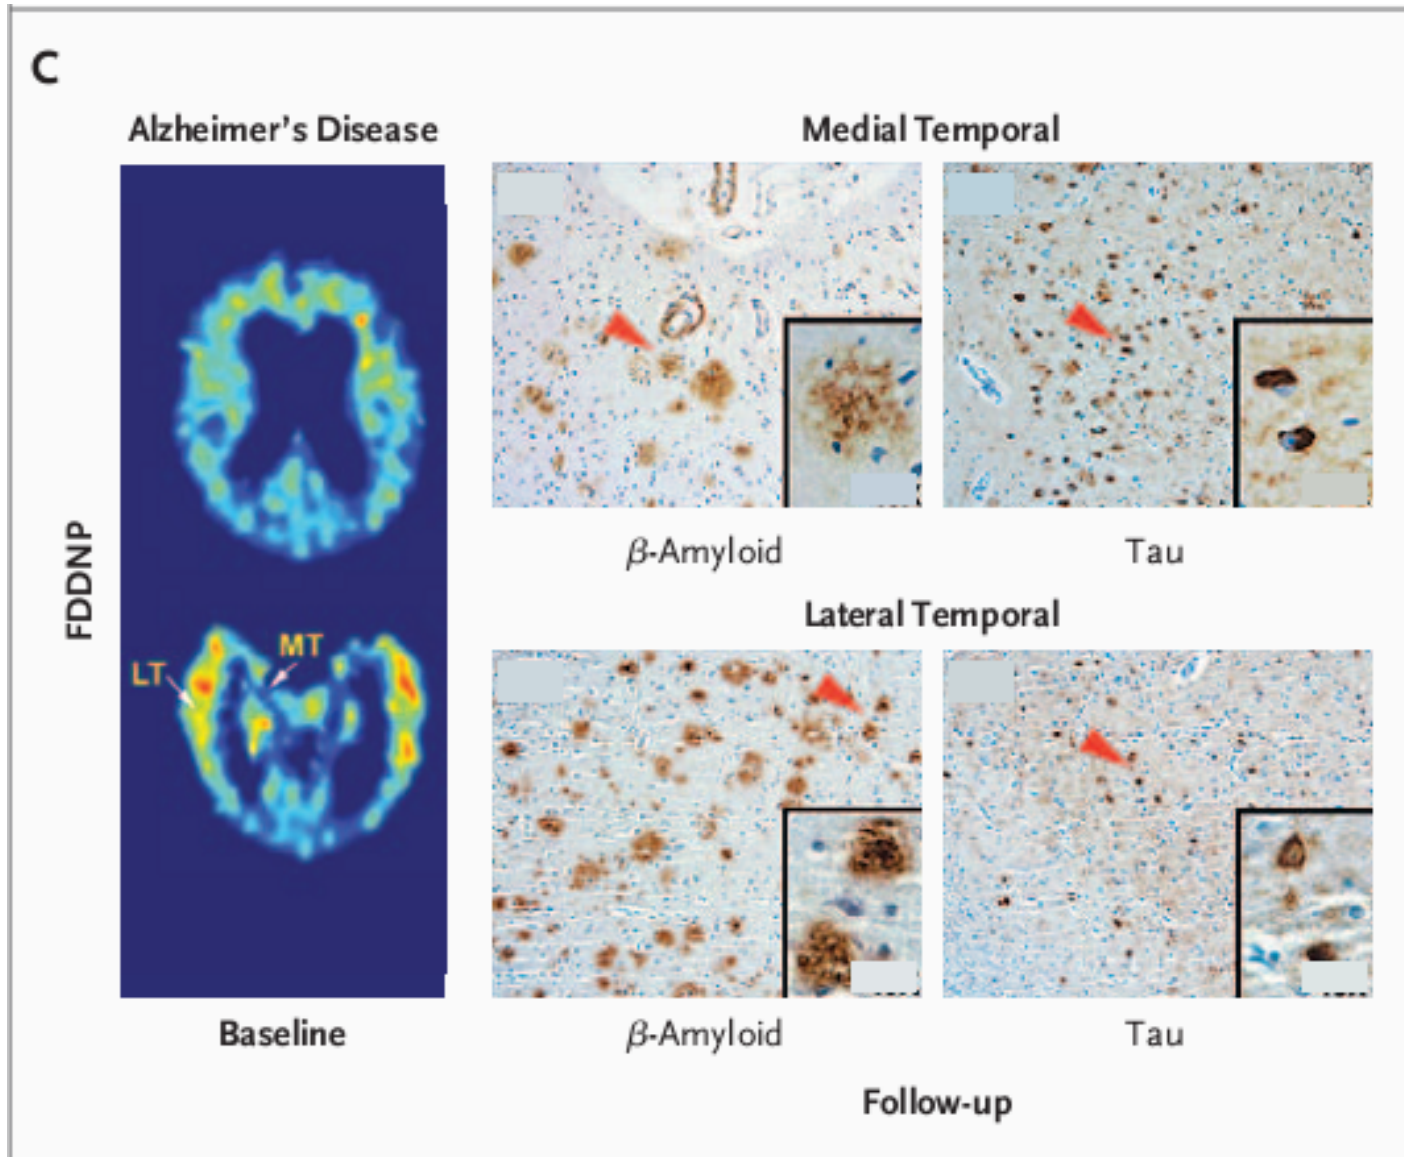 C
Alzheimer's Disease
Medial Temporal
FDDNP
MT
LT
β-Amyloid
Tau
Lateral Temporal
Baseline
β-Amyloid
Tau
Follow-up